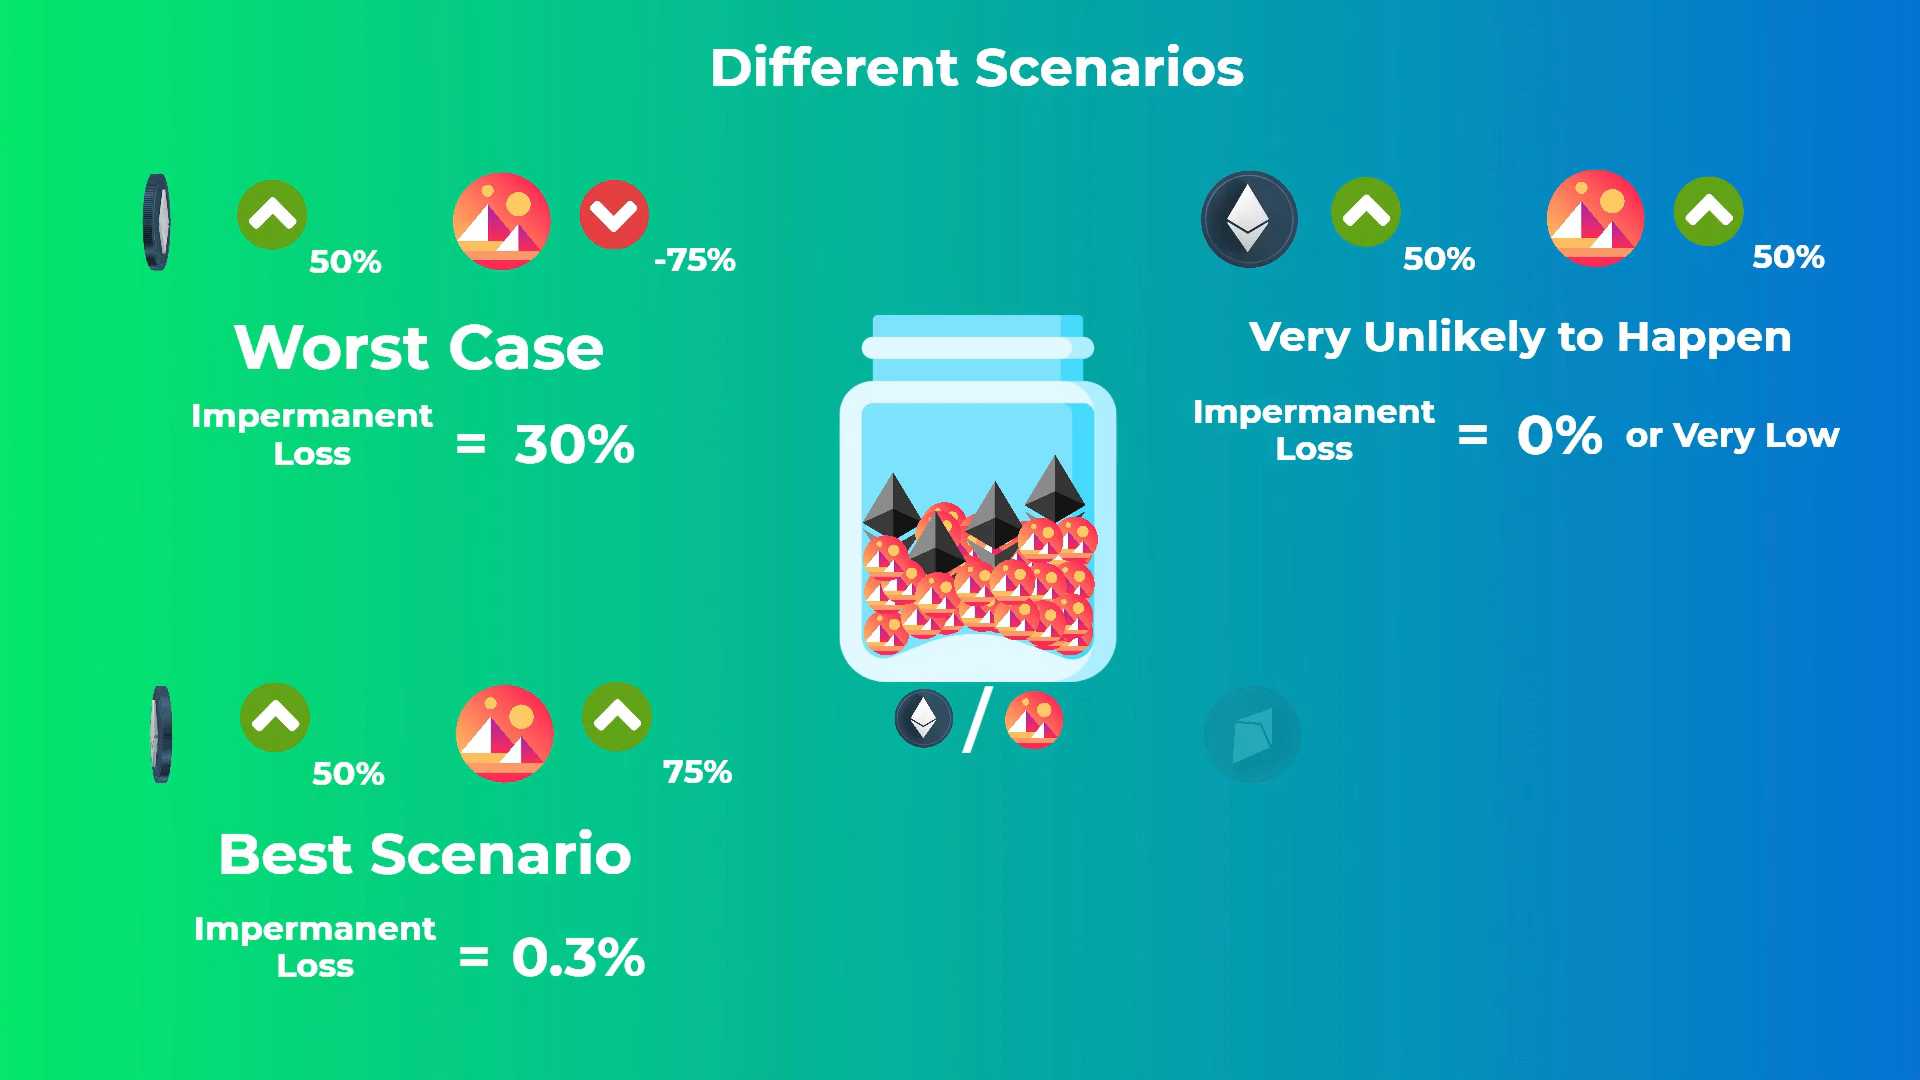 Different Scenarios
50%
-75%
Worst Case
Impermanent
Loss
= 30%
50%
50%
Very Unlikely to Happen
Impermanent
Loss
= 0% or Very Low
/
50%
75%
Best Scenario
Impermanent
Loss
= 0.3%